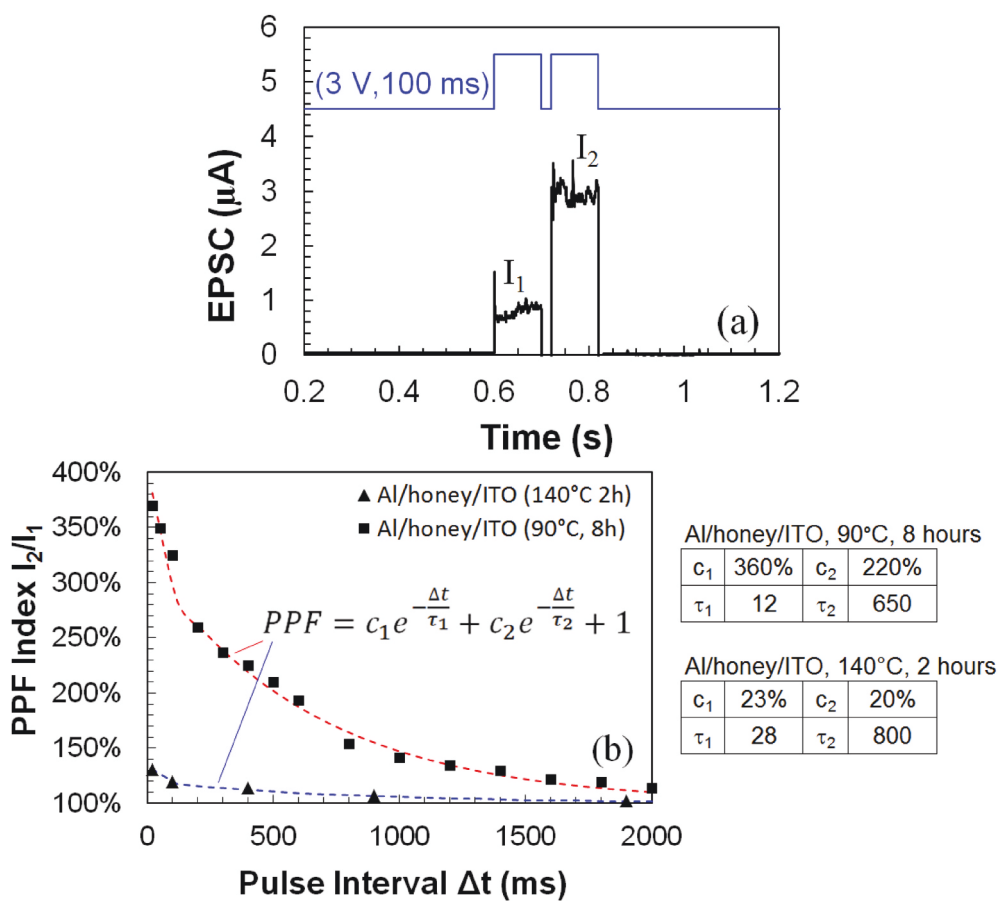 6
5
4
3
2
1
0
EPSC (μA)
(3 V,100 ms)
I₁
I₂
(a)
0.2 0.4 0.6 0.8 1 1.2
Time (s)
400%
350%
300%
250%
200%
150%
100%
PPF Index I₂/I₁
▲ Al/honey/ITO (140°C 2h)
■ Al/honey/ITO (90°C, 8h)
PPF = c₁e^{-Δt/τ₁} + c₂e^{-Δt/τ₂} + 1
(b)
0 500 1000 1500 2000
Pulse Interval Δt (ms)
Al/honey/ITO, 90°C, 8 hours
c₁ 360% c₂ 220%
τ₁ 12 τ₂ 650
Al/honey/ITO, 140°C, 2 hours
c₁ 23% c₂ 20%
τ₁ 28 τ₂ 800